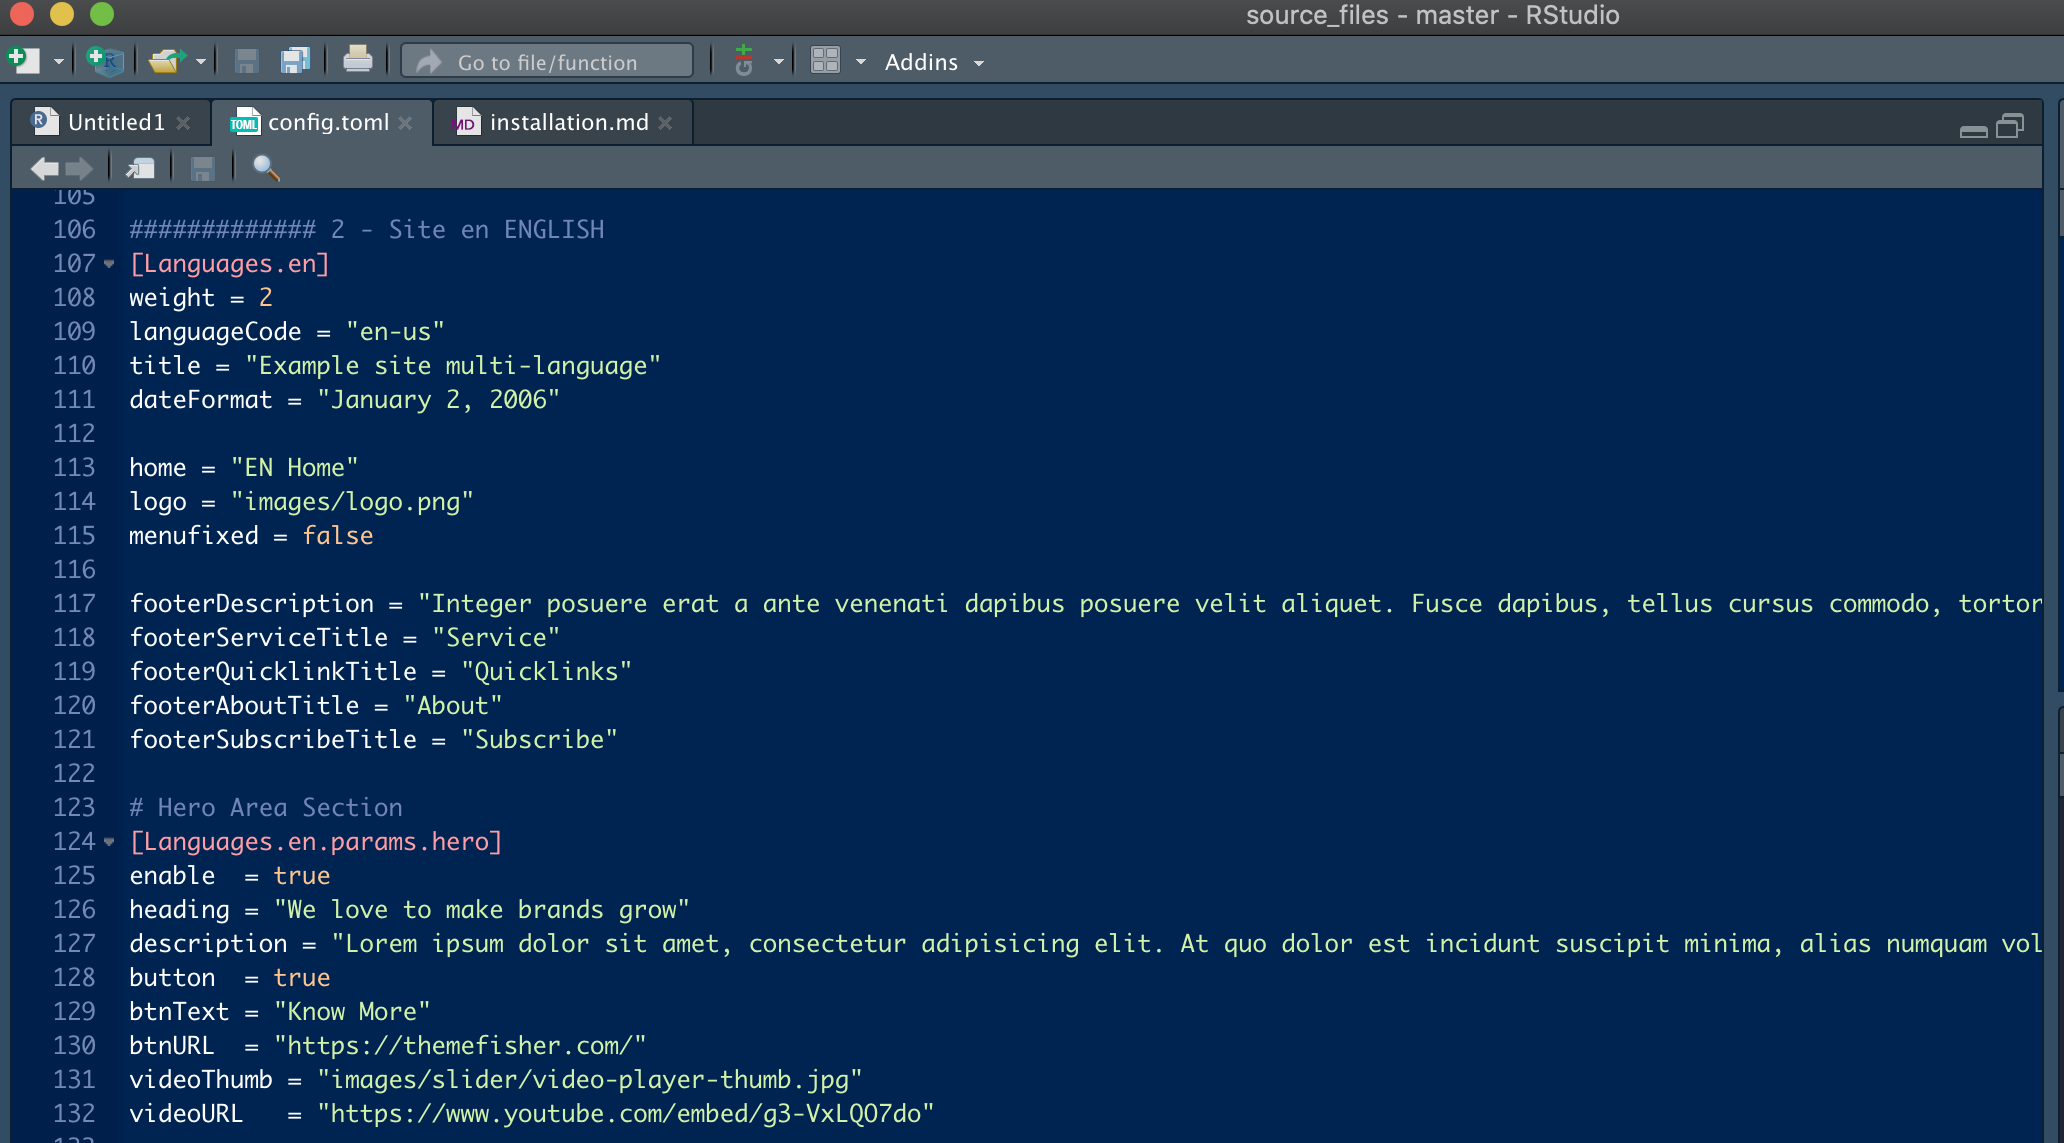 source_files - master - RStudio
Go to file/function
Addins
Untitled1
config.toml
installation.md
105
106 ############# 2 - Site en ENGLISH
107 [Languages.en]
108 weight = 2
109 languageCode = "en-us"
110 title = "Example site multi-language"
111 dateFormat = "January 2, 2006"
112
113 home = "EN Home"
114 logo = "images/logo.png"
115 menufixed = false
116
117 footerDescription = "Integer posuere erat a ante venenati dapibus posuere velit aliquet. Fusce dapibus, tellus cursus commodo, tortor
118 footerServiceTitle = "Service"
119 footerQuicklinkTitle = "Quicklinks"
120 footerAboutTitle = "About"
121 footerSubscribeTitle = "Subscribe"
122
123 # Hero Area Section
124 [Languages.en.params.hero]
125 enable  = true
126 heading = "We love to make brands grow"
127 description = "Lorem ipsum dolor sit amet, consectetur adipisicing elit. At quo dolor est incidunt suscipit minima, alias numquam vol
128 button  = true
129 btnText = "Know More"
130 btnURL  = "https://themefisher.com/"
131 videoThumb = "images/slider/video-player-thumb.jpg"
132 videoURL   = "https://www.youtube.com/embed/g3-VxLQO7do"